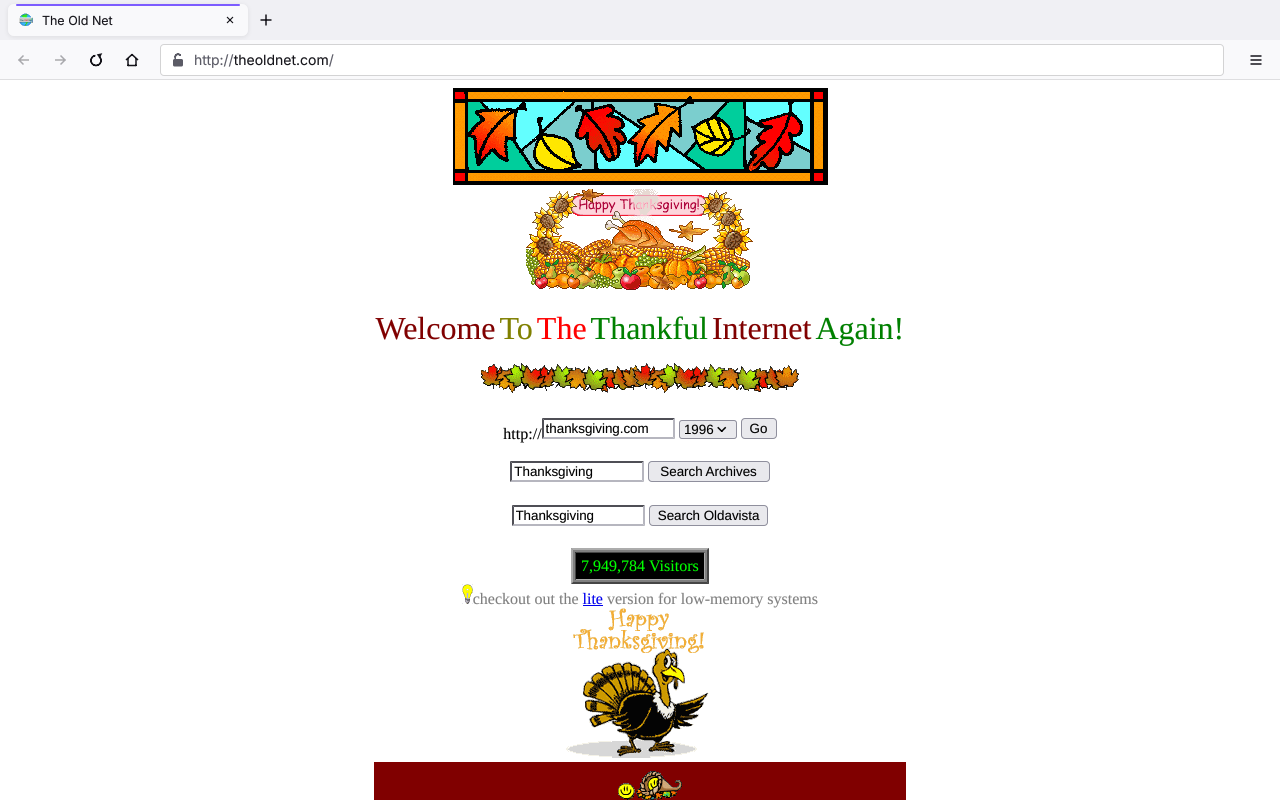 The Old Net
http://theoldnet.com/
Happy Thanksgiving!
Welcome To The Thankful Internet Again!
http://thanksgiving.com 1996 Go
Thanksgiving Search Archives
Thanksgiving Search Oldavista
7,949,784 Visitors
checkout out the lite version for low-memory systems
Happy
Thanksgiving!